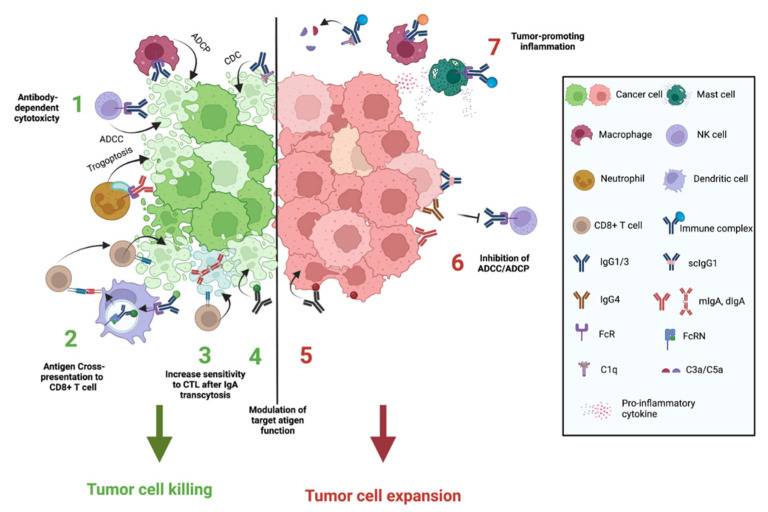 7
Tumor-promoting
inflammation
ADCP
CDC
Antibody-
dependent
cytotoxicty
1
ADCC
Trogoptosis
6
Inhibition of
ADCC/ADCP
2
Antigen Cross-
presentation to
CD8+ T cell
3
Increase sensitivity
to CTL after IgA
transcytosis
4
5
Modulation of
target atigen
function
Tumor cell killing
Tumor cell expansion
Cancer cell
Mast cell
Macrophage
NK cell
Neutrophil
Dendritic cell
CD8+ T cell
Immune complex
IgG1/3
scIgG1
IgG4
mIgA, dIgA
FcR
FcRN
C1q
C3a/C5a
Pro-inflammatory
cytokine